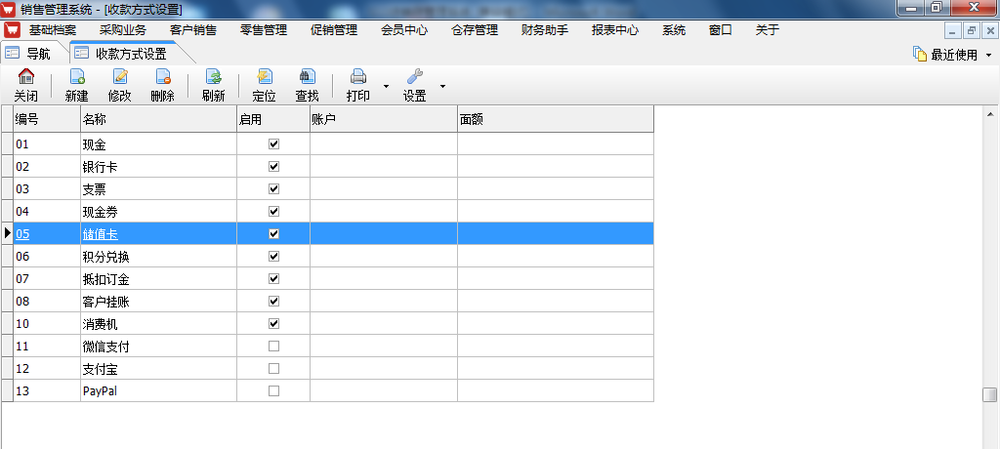 销售管理系统 - [收款方式设置]
基础档案 采购业务 客户销售 零售管理 促销管理 会员中心 仓存管理 财务助手 报表中心 系统 窗口 关于
导航 收款方式设置 最近使用
关闭 新建 修改 删除 刷新 定位 查找 打印 设置
编号 名称 启用 账户 面额
01 现金
02 银行卡
03 支票
04 现金券
05 储值卡
06 积分兑换
07 抵扣订金
08 客户挂账
10 消费机
11 微信支付
12 支付宝
13 PayPal